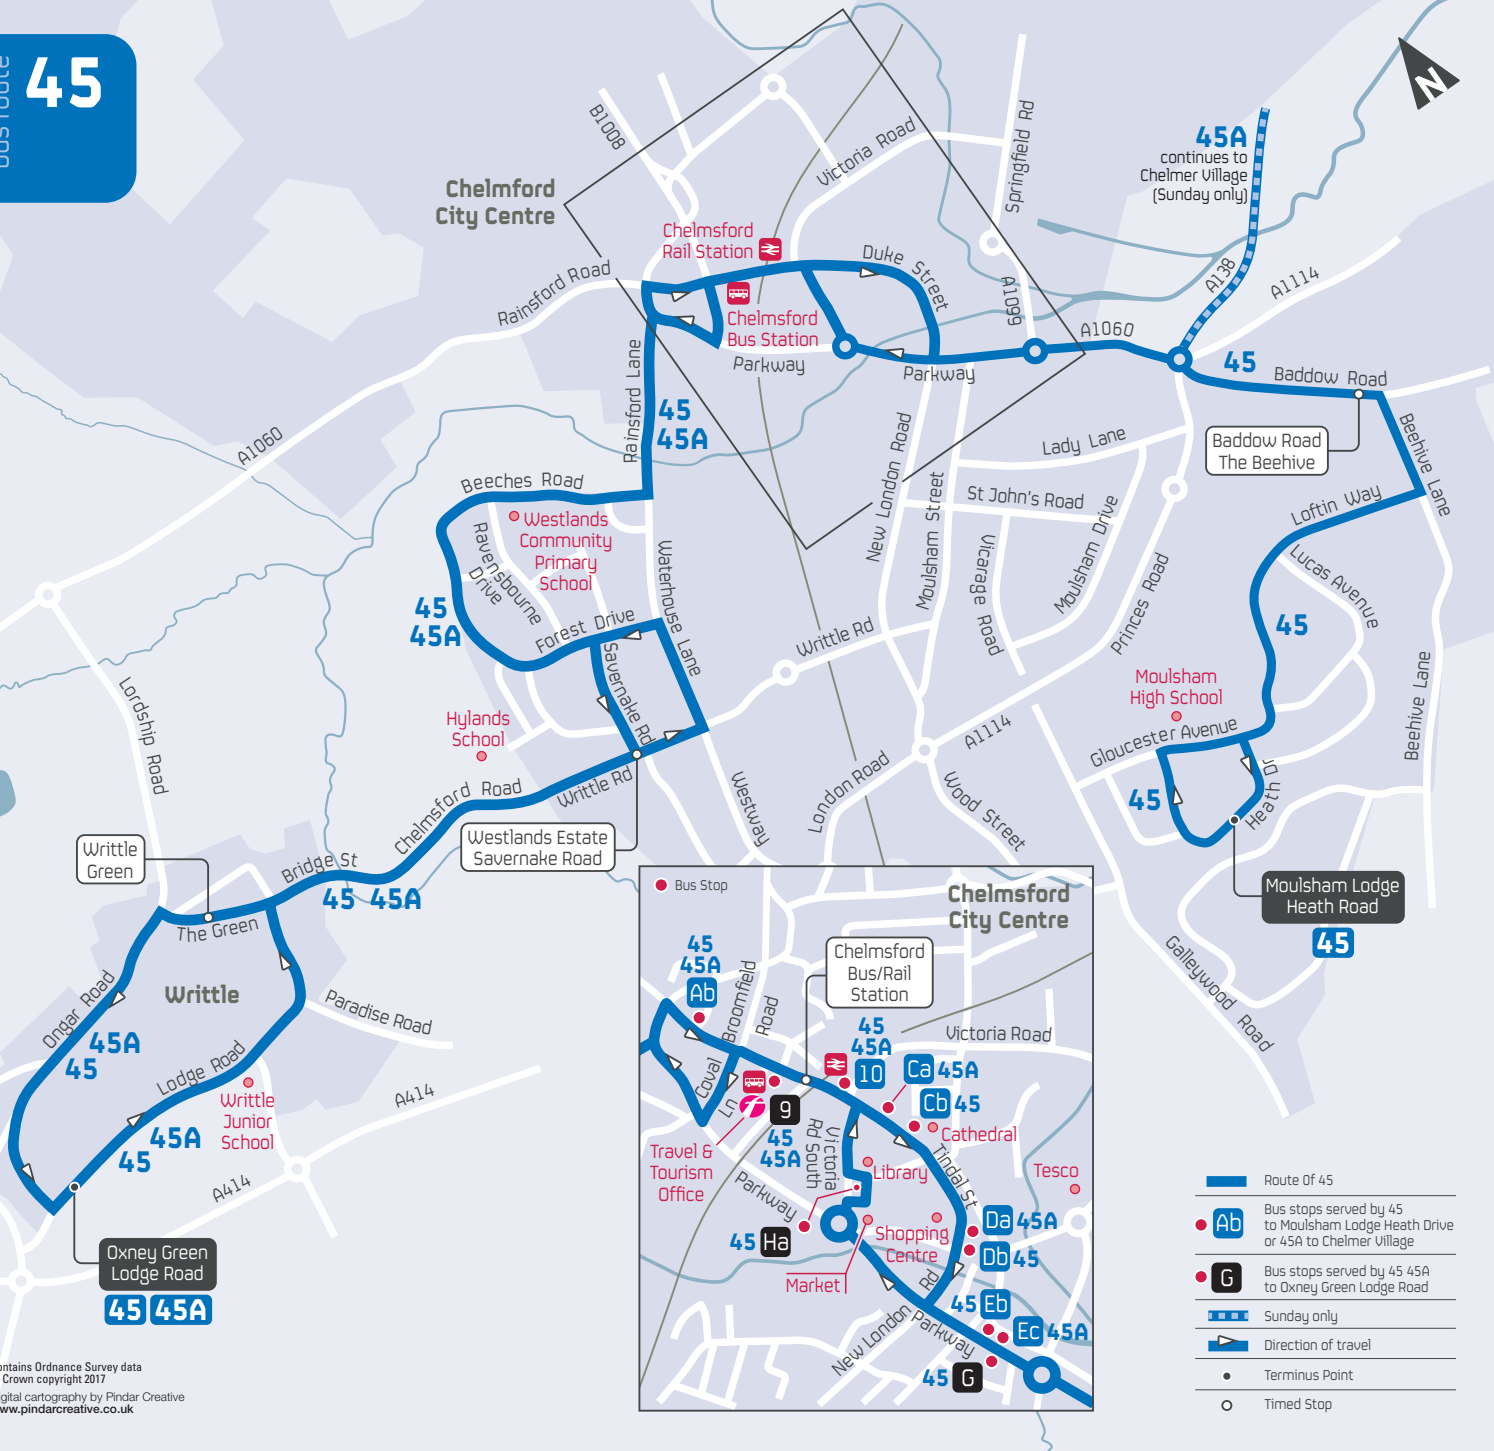 bus route
45
Chelmford
City Centre
B1008
Victoria Road
Springfield Rd
N
45A
continues to
Chelmer Village
(Sunday only)
Chelmsford
Rail Station
Rainsford Road
Duke Street
A1099
A138
A1114
Chelmsford
Bus Station
Parkway
Parkway
A1060
45
Baddow Road
Rainsford Lane
45
45A
A1060
Beeches Road
New London Road
Moulsham Street
Lady Lane
St John's Road
Baddow Road
The Beehive
Beehive Lane
Loftin Way
Westlands
Community
Primary
School
Ravensbourne
Drive
Waterhouse Lane
Vicarage Road
Moulsham Drive
Princes Road
Lucas Avenue
45
45A
Forest Drive
Writtle Rd
45
Savernake Rd
Lordship Road
Hylands
School
Moulsham
High School
Beehive Lane
A1114
Gloucester Avenue
Chelmsford Road
Writtle Rd
Westway
London Road
Wood Street
45
Heath Dr
Writtle
Green
Westlands Estate
Savernake Road
Bridge St
45 45A
The Green
Moulsham Lodge
Heath Road
45
Galleywood Road
Writtle
Ongar Road
Paradise Road
45A
45
Lodge Road
Writtle
Junior
School
A414
45A
45
A414
Oxney Green
Lodge Road
45 45A
Bus Stop
Chelmsford
City Centre
45
45A
Ab
Broomfield
Road
Chelmsford
Bus/Rail
Station
45
45A
10
Victoria Road
Coval
Ln
Ca 45A
Cb 45
9
45
45A
Cathedral
Travel &
Tourism
Office
Victoria
Rd South
Library
Tindal St
Tesco
Parkway
45 Ha
Shopping
Centre
Da 45A
Db 45
Market
New London Rd
Parkway
45 Eb
Ec 45A
45 G
Route Of 45
Ab
Bus stops served by 45
to Moulsham Lodge Heath Drive
or 45A to Chelmer Village
G
Bus stops served by 45 45A
to Oxney Green Lodge Road
Sunday only
Direction of travel
Terminus Point
Timed Stop
ontains Ordnance Survey data
Crown copyright 2017
igital cartography by Pindar Creative
ww.pindarcreative.co.uk